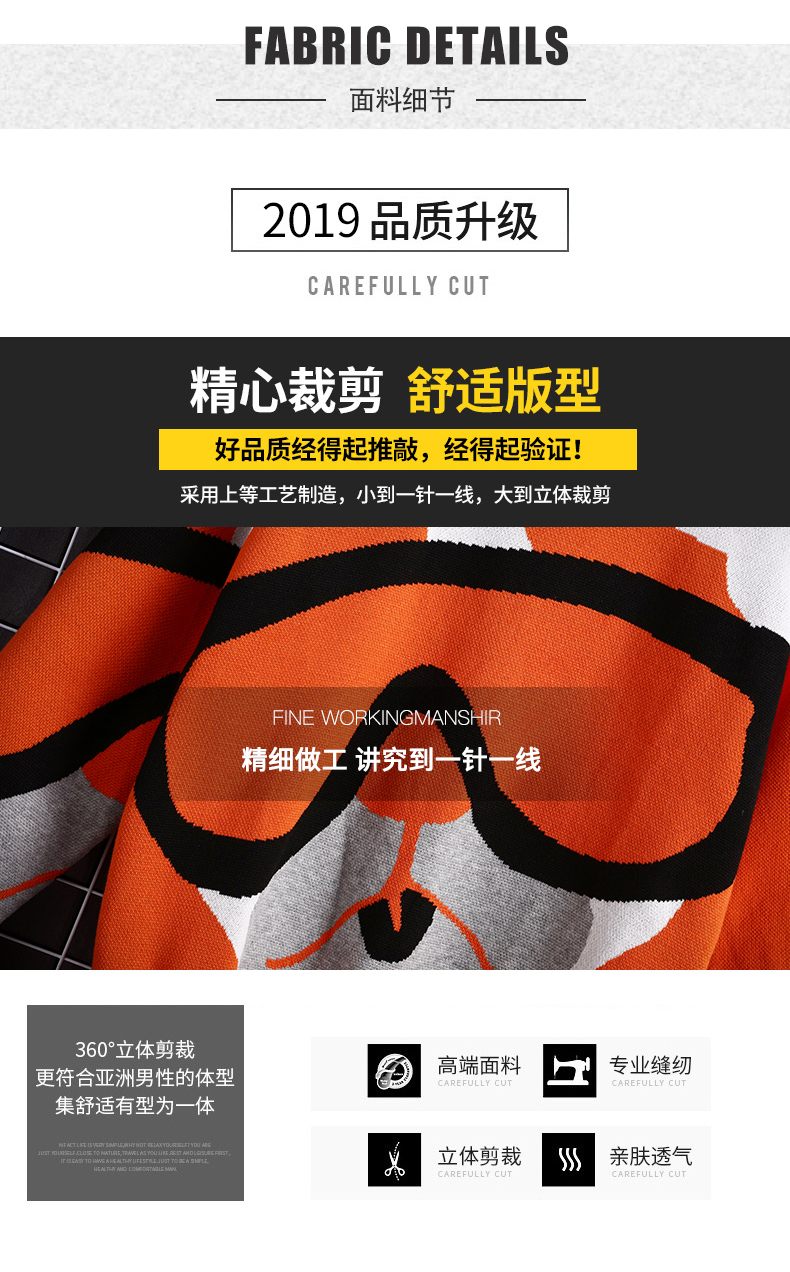 FABRIC DETAILS
面料细节
2019品质升级
CAREFULLY CUT
精心裁剪 舒适版型
好品质经得起推敲，经得起验证！
采用上等工艺制造，小到一针一线，大到立体裁剪
FINE WORKINGMANSHIR
精细做工 讲究到一针一线
360°立体剪裁
更符合亚洲男性的体型
集舒适有型为一体
高端面料
CAREFULLY CUT
专业缝纫
CAREFULLY CUT
立体剪裁
CAREFULLY CUT
亲肤透气
CAREFULLY CUT